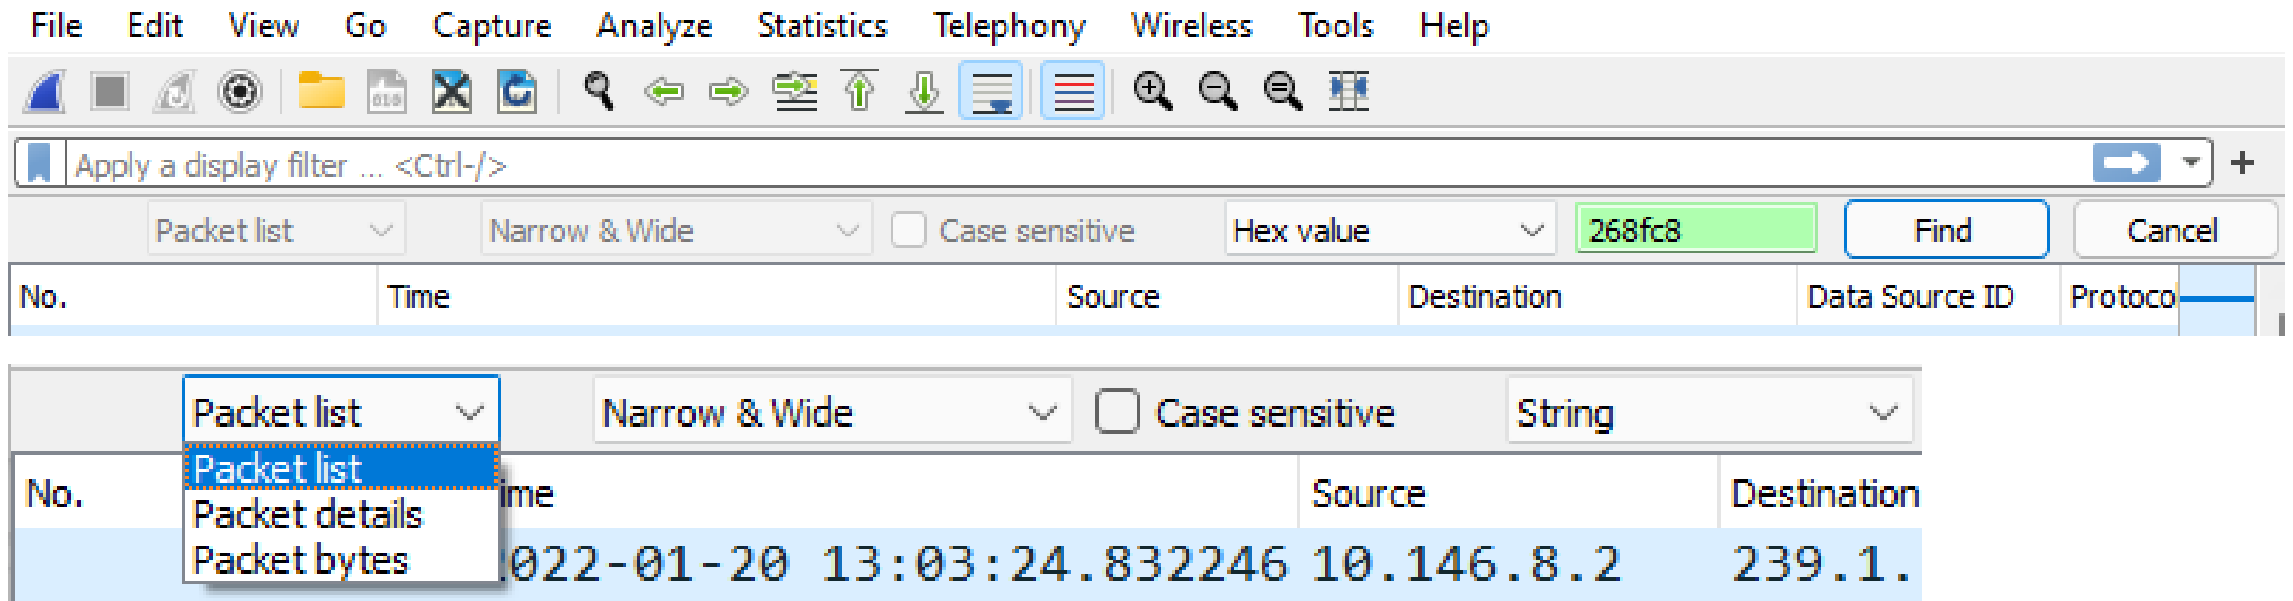 File Edit View Go Capture Analyze Statistics Telephony Wireless Tools Help
Apply a display filter ... <Ctrl-/>
Packet list Narrow & Wide Case sensitive Hex value 268fc8 Find Cancel
No. Time Source Destination Data Source ID Protoco
Packet list Narrow & Wide Case sensitive String
Packet list
No. ime Source Destination
Packet details
Packet bytes 022-01-20 13:03:24.832246 10.146.8.2 239.1.